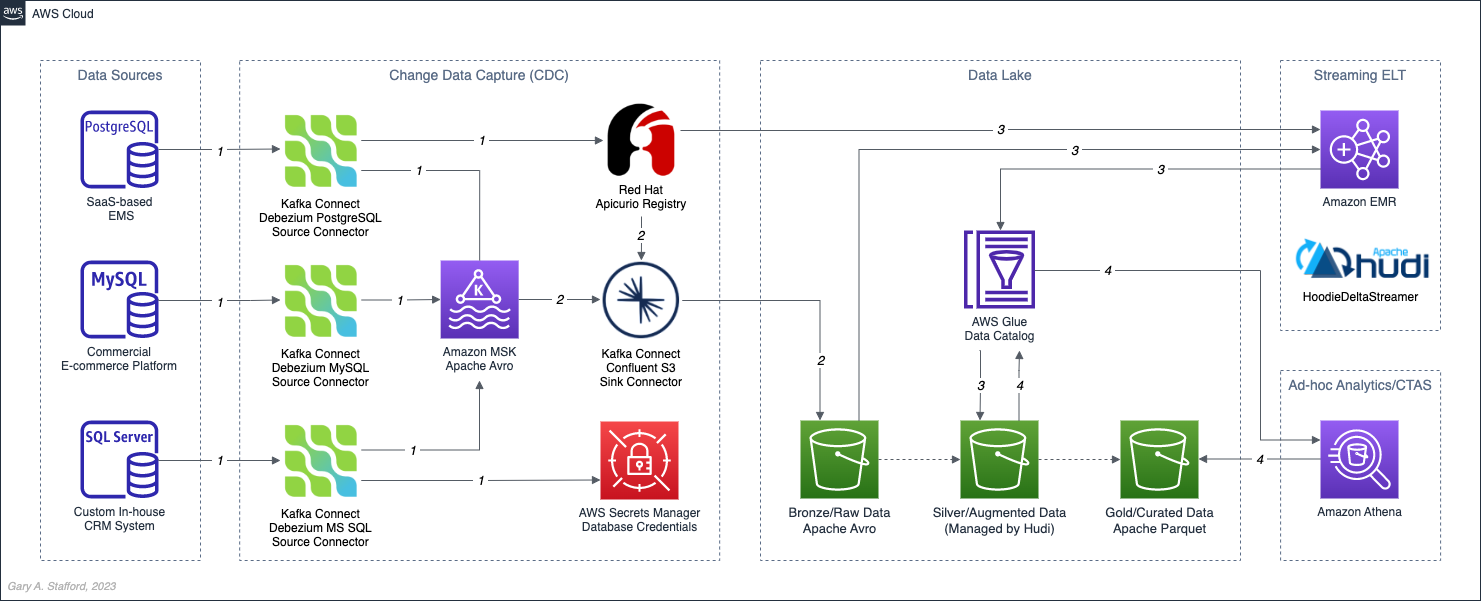 aws
AWS Cloud
Data Sources
PostgreSQL
SaaS-based
EMS
MySQL
Commercial
E-commerce Platform
SQL Server
Custom In-house
CRM System
1
1
1
Change Data Capture (CDC)
Kafka Connect
Debezium PostgreSQL
Source Connector
Kafka Connect
Debezium MySQL
Source Connector
Kafka Connect
Debezium MS SQL
Source Connector
1
1
1
1
1
K
Amazon MSK
Apache Avro
Red Hat
Apicurio Registry
2
2
Kafka Connect
Confluent S3
Sink Connector
AWS Secrets Manager
Database Credentials
2
Data Lake
3
3
3
AWS Glue
Data Catalog
4
3
4
Bronze/Raw Data
Apache Avro
Silver/Augmented Data
(Managed by Hudi)
Gold/Curated Data
Apache Parquet
4
Streaming ELT
Amazon EMR
Apache
hudi
HoodieDeltaStreamer
Ad-hoc Analytics/CTAS
Amazon Athena
Gary A. Stafford, 2023